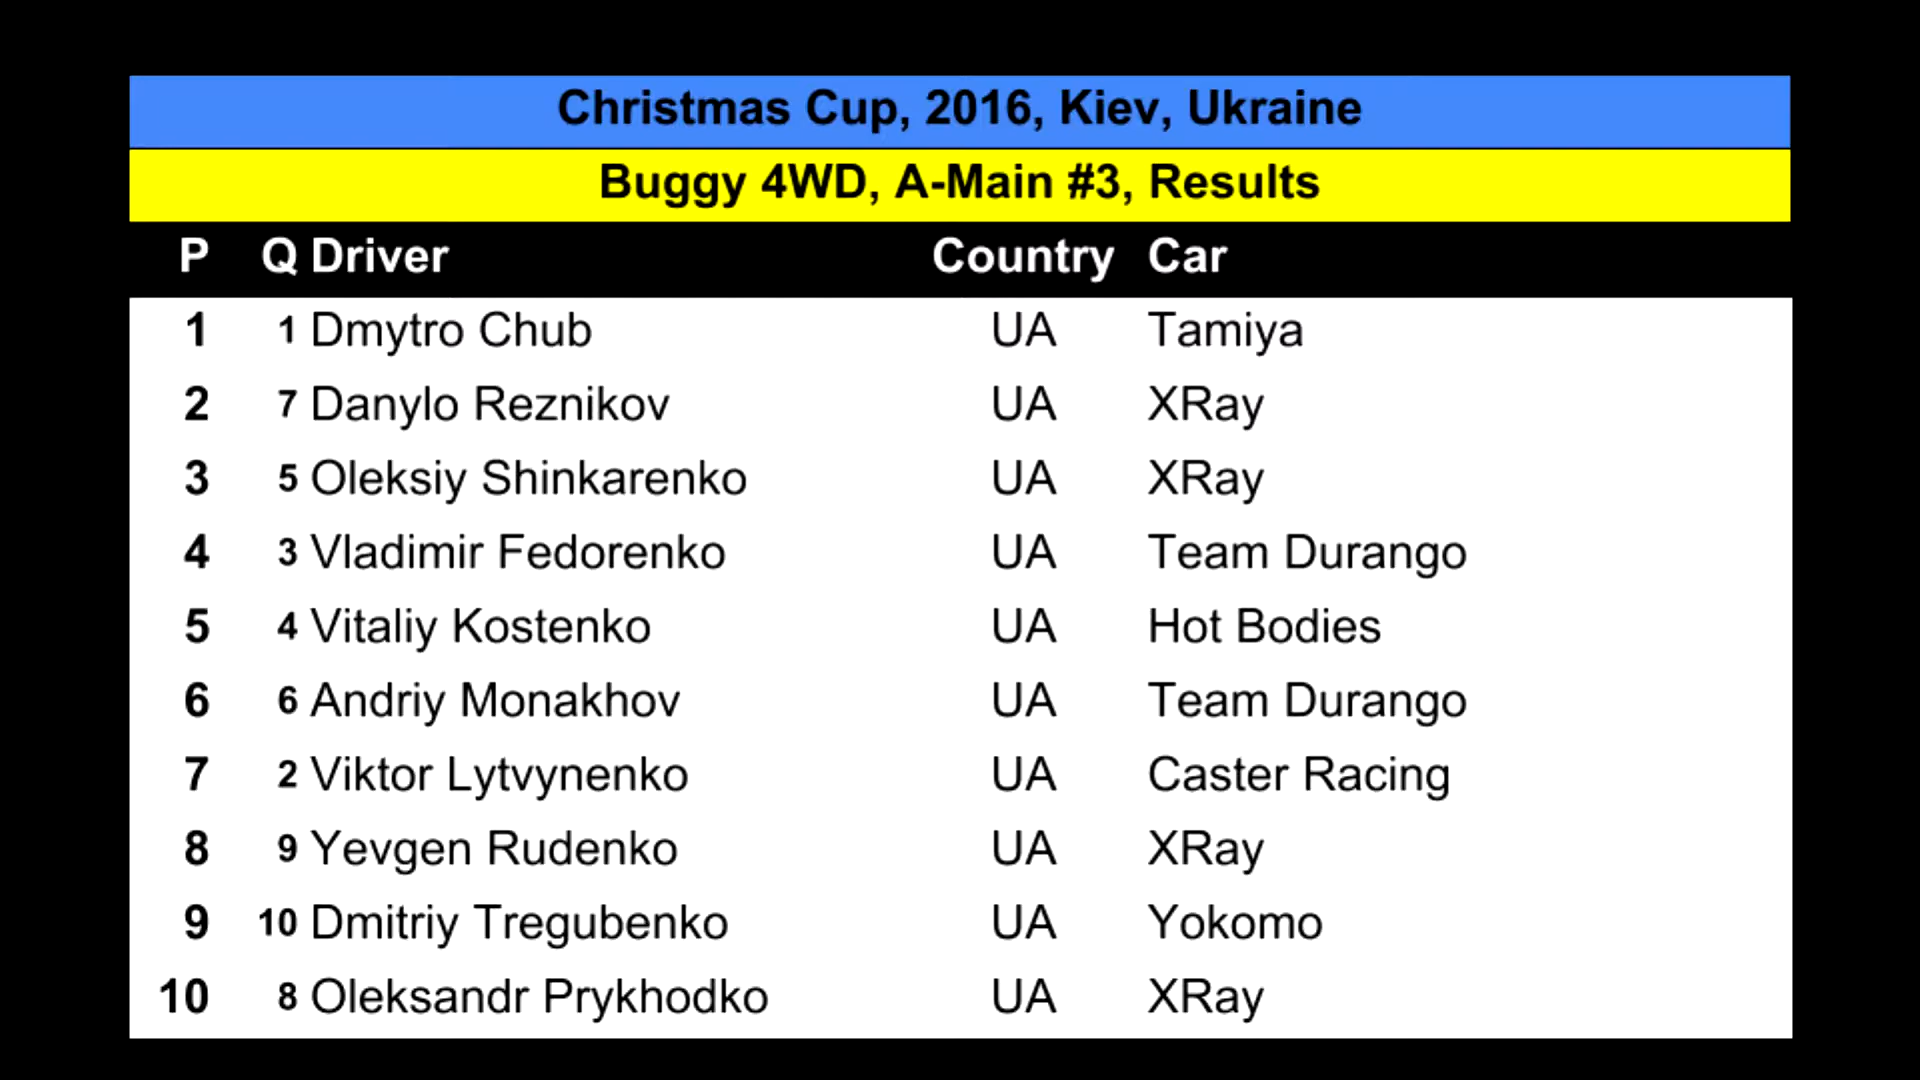 Christmas Cup, 2016, Kiev, Ukraine
Buggy 4WD, A-Main #3, Results
P Q Driver Country Car
1 1 Dmytro Chub UA Tamiya
2 7 Danylo Reznikov UA XRay
3 5 Oleksiy Shinkarenko UA XRay
4 3 Vladimir Fedorenko UA Team Durango
5 4 Vitaliy Kostenko UA Hot Bodies
6 6 Andriy Monakhov UA Team Durango
7 2 Viktor Lytvynenko UA Caster Racing
8 9 Yevgen Rudenko UA XRay
9 10 Dmitriy Tregubenko UA Yokomo
10 8 Oleksandr Prykhodko UA XRay